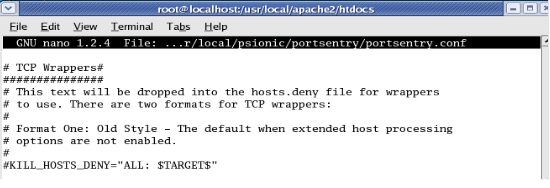 root@localhost:/usr/local/apache2/htdocs
File Edit View Terminal Tabs Help
GNU nano 1.2.4 File: ...r/local/psionic/portsentry/portsentry.conf
# TCP Wrappers#
###############
# This text will be dropped into the hosts.deny file for wrappers
# to use. There are two formats for TCP wrappers:
#
# Format One: Old Style - The default when extended host processing
# options are not enabled.
#
#KILL_HOSTS_DENY="ALL: $TARGET$"